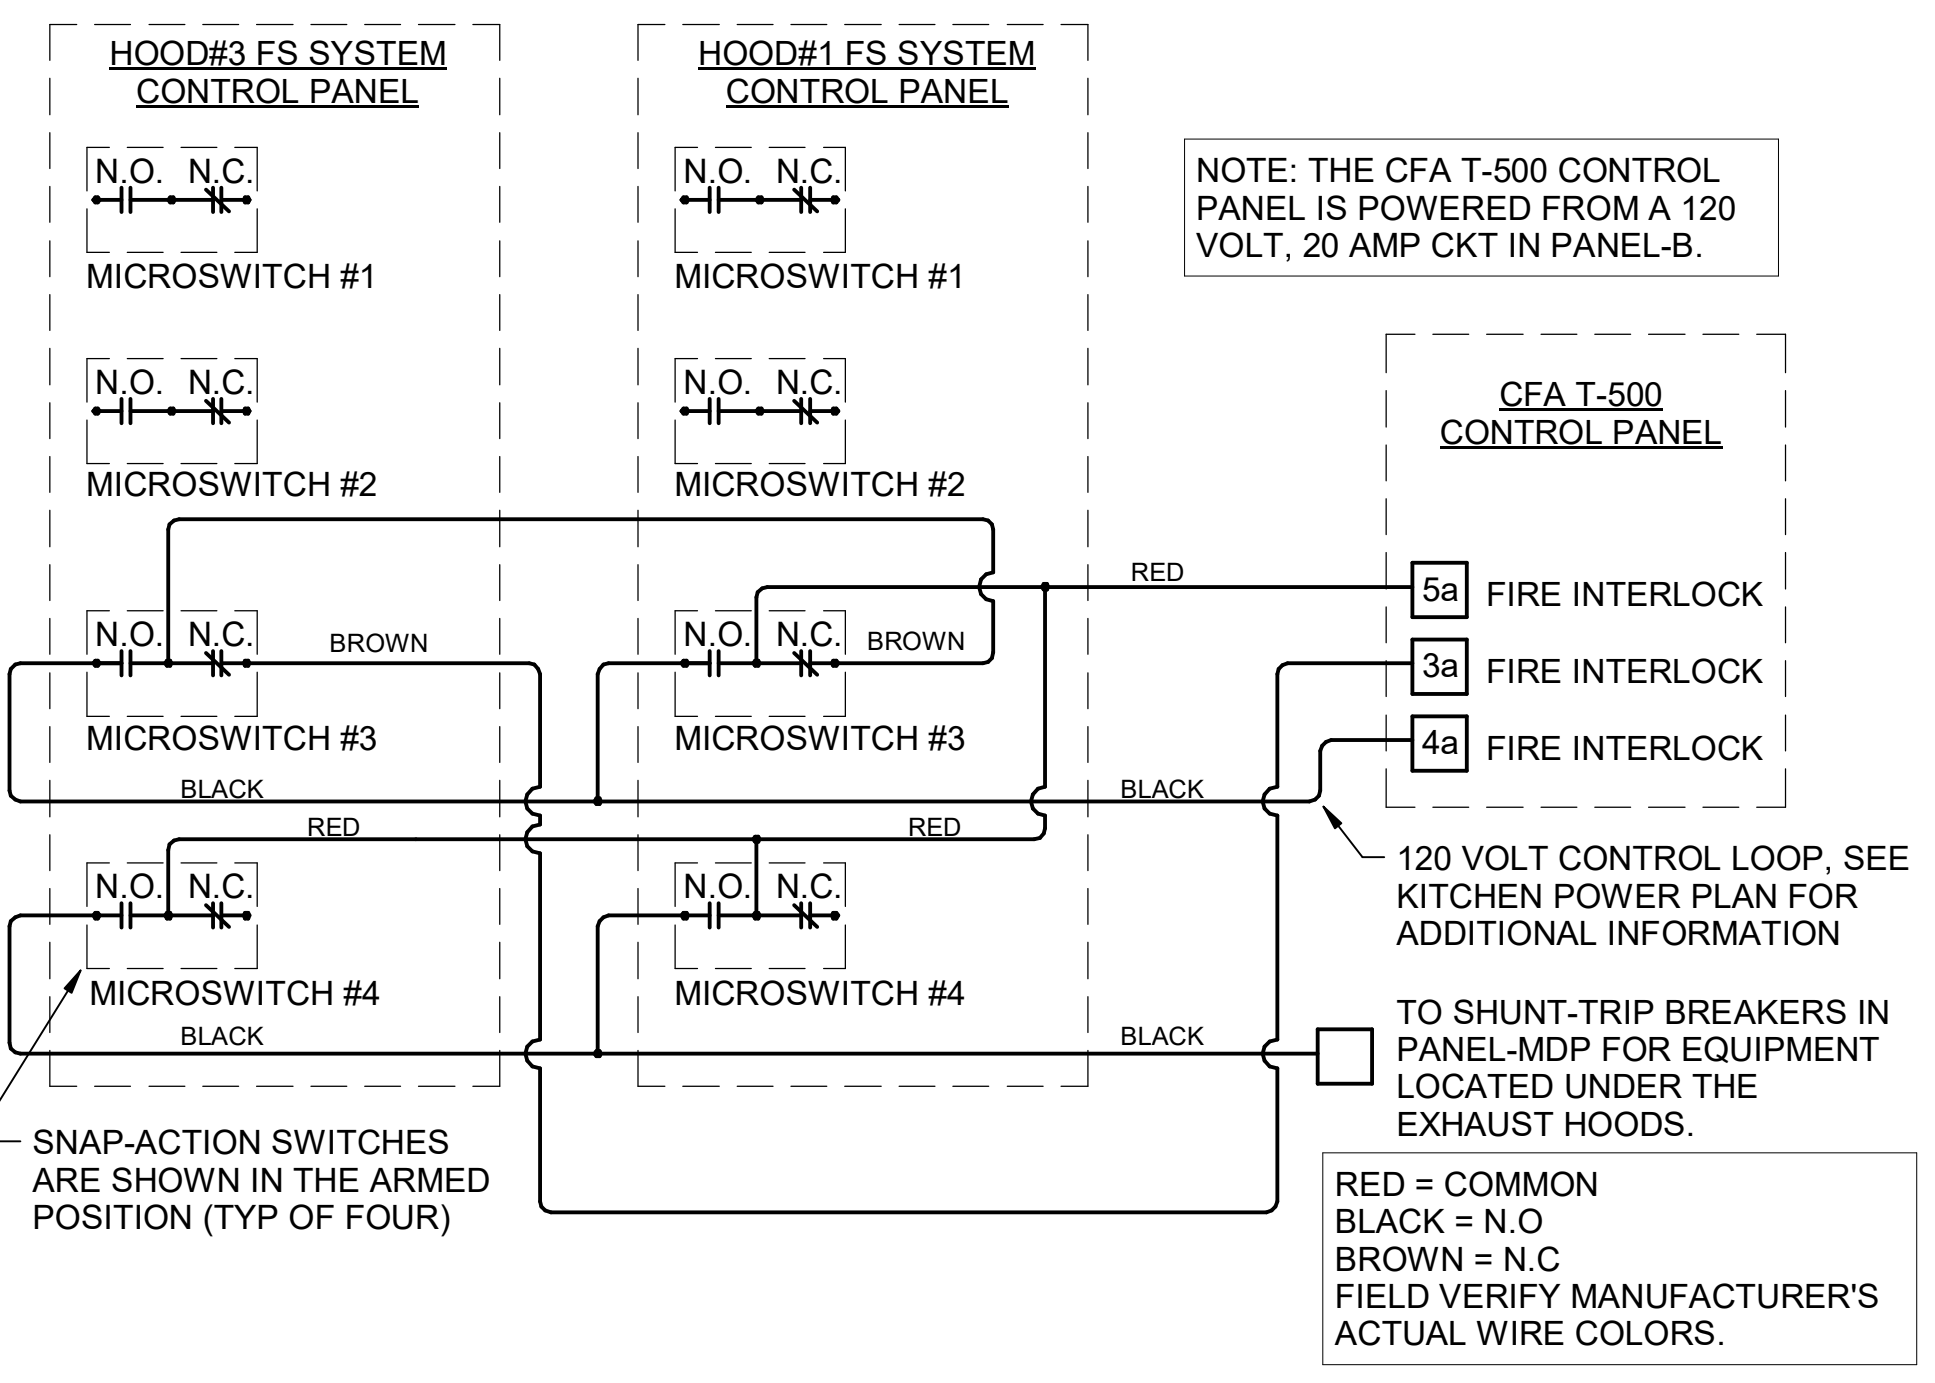 HOOD#3 FS SYSTEM
CONTROL PANEL
N.O. N.C.
MICROSWITCH #1
N.O. N.C.
MICROSWITCH #2
N.O. N.C.
BROWN
MICROSWITCH #3
BLACK
RED
N.O. N.C.
MICROSWITCH #4
BLACK
SNAP-ACTION SWITCHES
ARE SHOWN IN THE ARMED
POSITION (TYP OF FOUR)
HOOD#1 FS SYSTEM
CONTROL PANEL
N.O. N.C.
MICROSWITCH #1
N.O. N.C.
MICROSWITCH #2
N.O. N.C.
BROWN
MICROSWITCH #3
RED
N.O. N.C.
MICROSWITCH #4
RED
BLACK
BLACK
NOTE: THE CFA T-500 CONTROL
PANEL IS POWERED FROM A 120
VOLT, 20 AMP CKT IN PANEL-B.
CFA T-500
CONTROL PANEL
5a FIRE INTERLOCK
3a FIRE INTERLOCK
4a FIRE INTERLOCK
120 VOLT CONTROL LOOP, SEE
KITCHEN POWER PLAN FOR
ADDITIONAL INFORMATION
TO SHUNT-TRIP BREAKERS IN
PANEL-MDP FOR EQUIPMENT
LOCATED UNDER THE
EXHAUST HOODS.
RED = COMMON
BLACK = N.O
BROWN = N.C
FIELD VERIFY MANUFACTURER'S
ACTUAL WIRE COLORS.